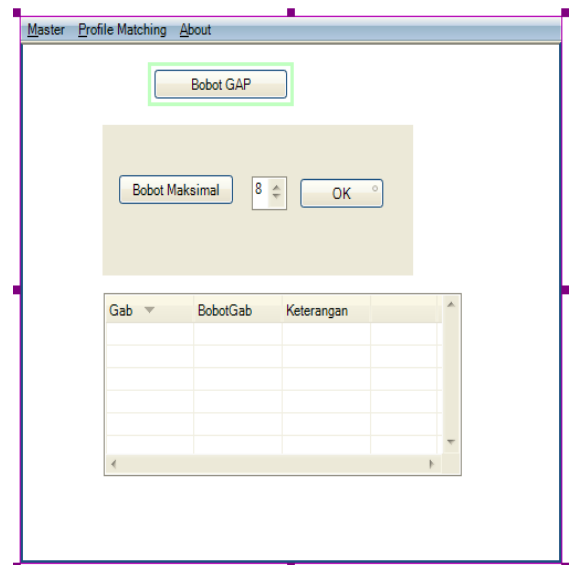 Master Profile Matching About
Bobot GAP
Bobot Maksimal 8 OK
Gab BobotGab Keterangan